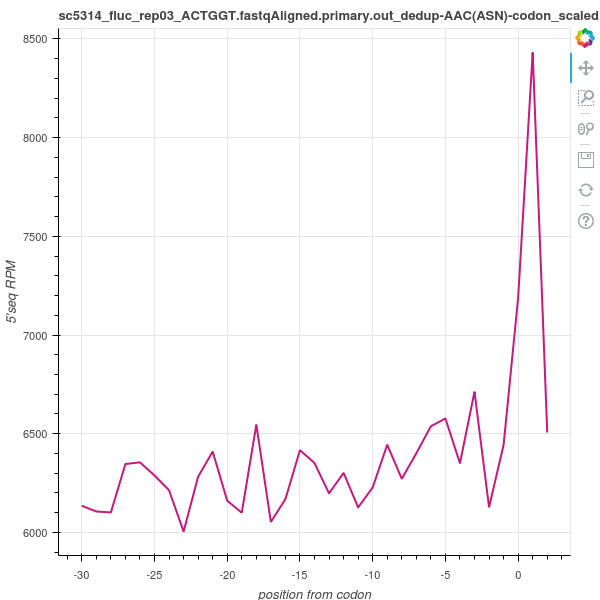 sc5314_fluc_rep03_ACTGGT.fastqAligned.primary.out_dedup-AAC(ASN)-codon_scaled
8500
8000
7500
7000
6500
6000
5'seq RPM
-30 -25 -20 -15 -10 -5 0
position from codon